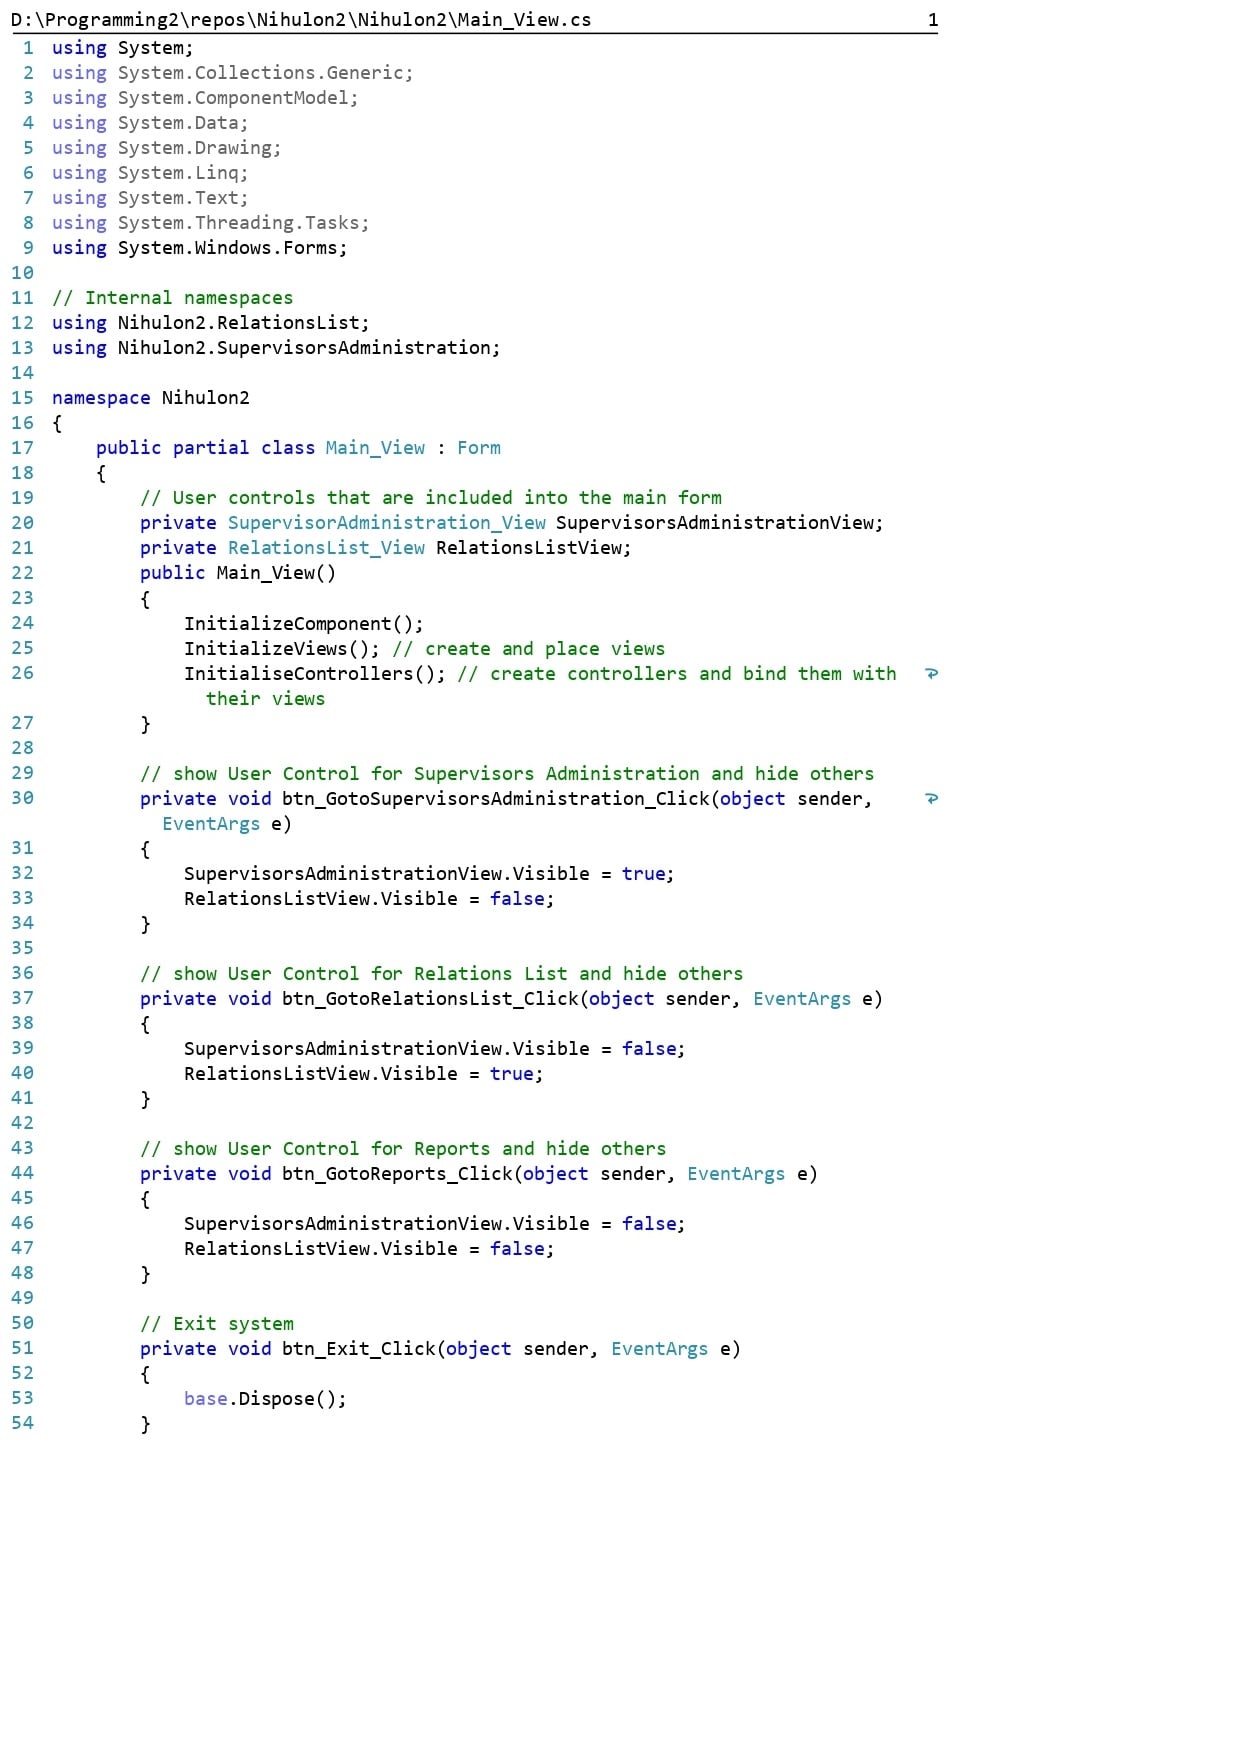 D:\Programming2\repos\Nihulon2\Nihulon2\Main_View.cs 1
1 using System;
2 using System.Collections.Generic;
3 using System.ComponentModel;
4 using System.Data;
5 using System.Drawing;
6 using System.Linq;
7 using System.Text;
8 using System.Threading.Tasks;
9 using System.Windows.Forms;
10
11 // Internal namespaces
12 using Nihulon2.RelationsList;
13 using Nihulon2.SupervisorsAdministration;
14
15 namespace Nihulon2
16 {
17     public partial class Main_View : Form
18     {
19         // User controls that are included into the main form
20         private SupervisorAdministration_View SupervisorsAdministrationView;
21         private RelationsList_View RelationsListView;
22         public Main_View()
23         {
24             InitializeComponent();
25             InitializeViews(); // create and place views
26             InitialiseControllers(); // create controllers and bind them with
               their views
27         }
28
29         // show User Control for Supervisors Administration and hide others
30         private void btn_GotoSupervisorsAdministration_Click(object sender,
           EventArgs e)
31         {
32             SupervisorsAdministrationView.Visible = true;
33             RelationsListView.Visible = false;
34         }
35
36         // show User Control for Relations List and hide others
37         private void btn_GotoRelationsList_Click(object sender, EventArgs e)
38         {
39             SupervisorsAdministrationView.Visible = false;
40             RelationsListView.Visible = true;
41         }
42
43         // show User Control for Reports and hide others
44         private void btn_GotoReports_Click(object sender, EventArgs e)
45         {
46             SupervisorsAdministrationView.Visible = false;
47             RelationsListView.Visible = false;
48         }
49
50         // Exit system
51         private void btn_Exit_Click(object sender, EventArgs e)
52         {
53             base.Dispose();
54         }